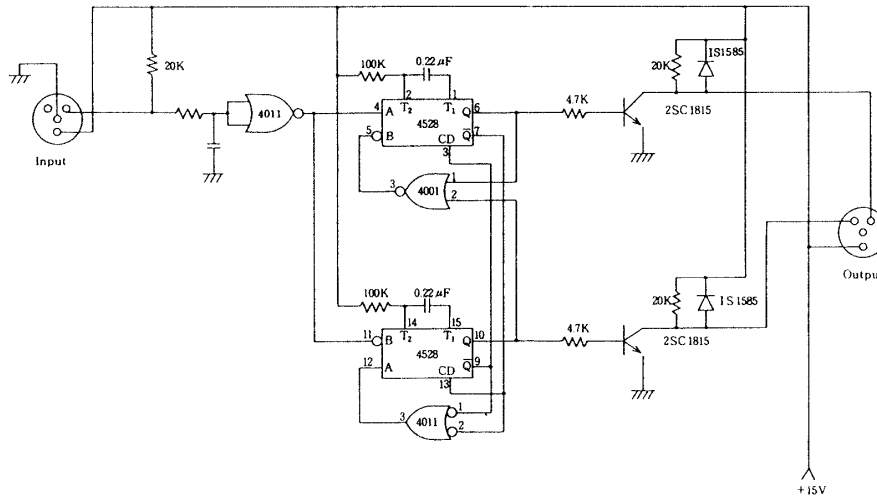 20K
Input
4011
100K
0.22μF
2
1
T₂
T₁
4
A
5
B
4528
CD
3
Q
6
Q̅
7
3
4001
1
2
4.7K
20K
IS1585
2SC1815
Output
100K
0.22μF
14
15
T₂
T₁
11
B
12
A
4528
CD
13
Q
10
Q̅
9
3
4011
1
2
4.7K
20K
IS1585
2SC1815
+15V